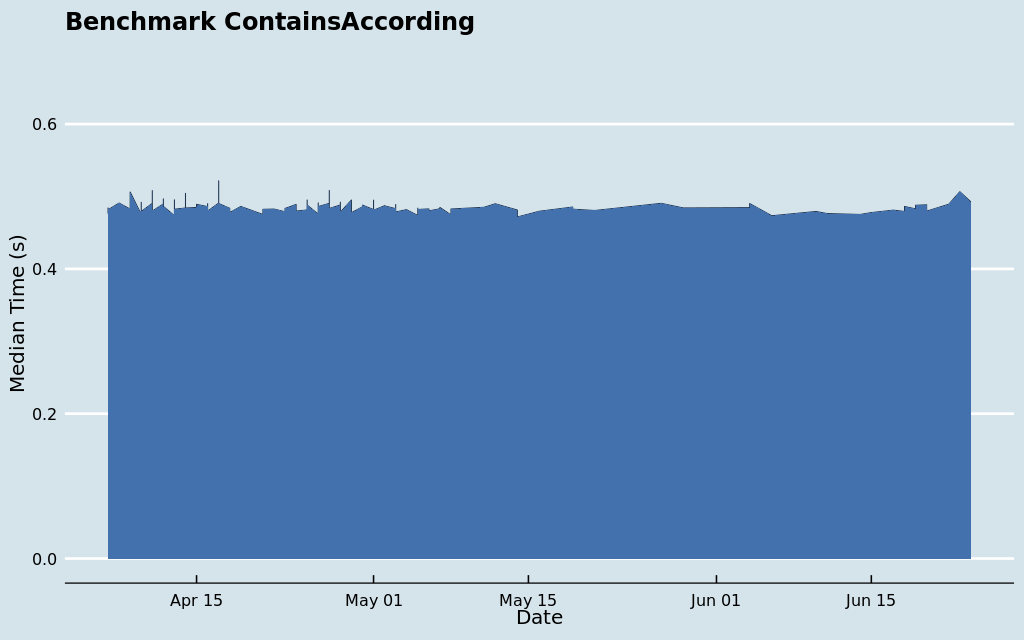 Benchmark ContainsAccording
0.6
0.4
0.2
0.0
Median Time (s)
Apr 15 May 01 May 15 Jun 01 Jun 15
Date